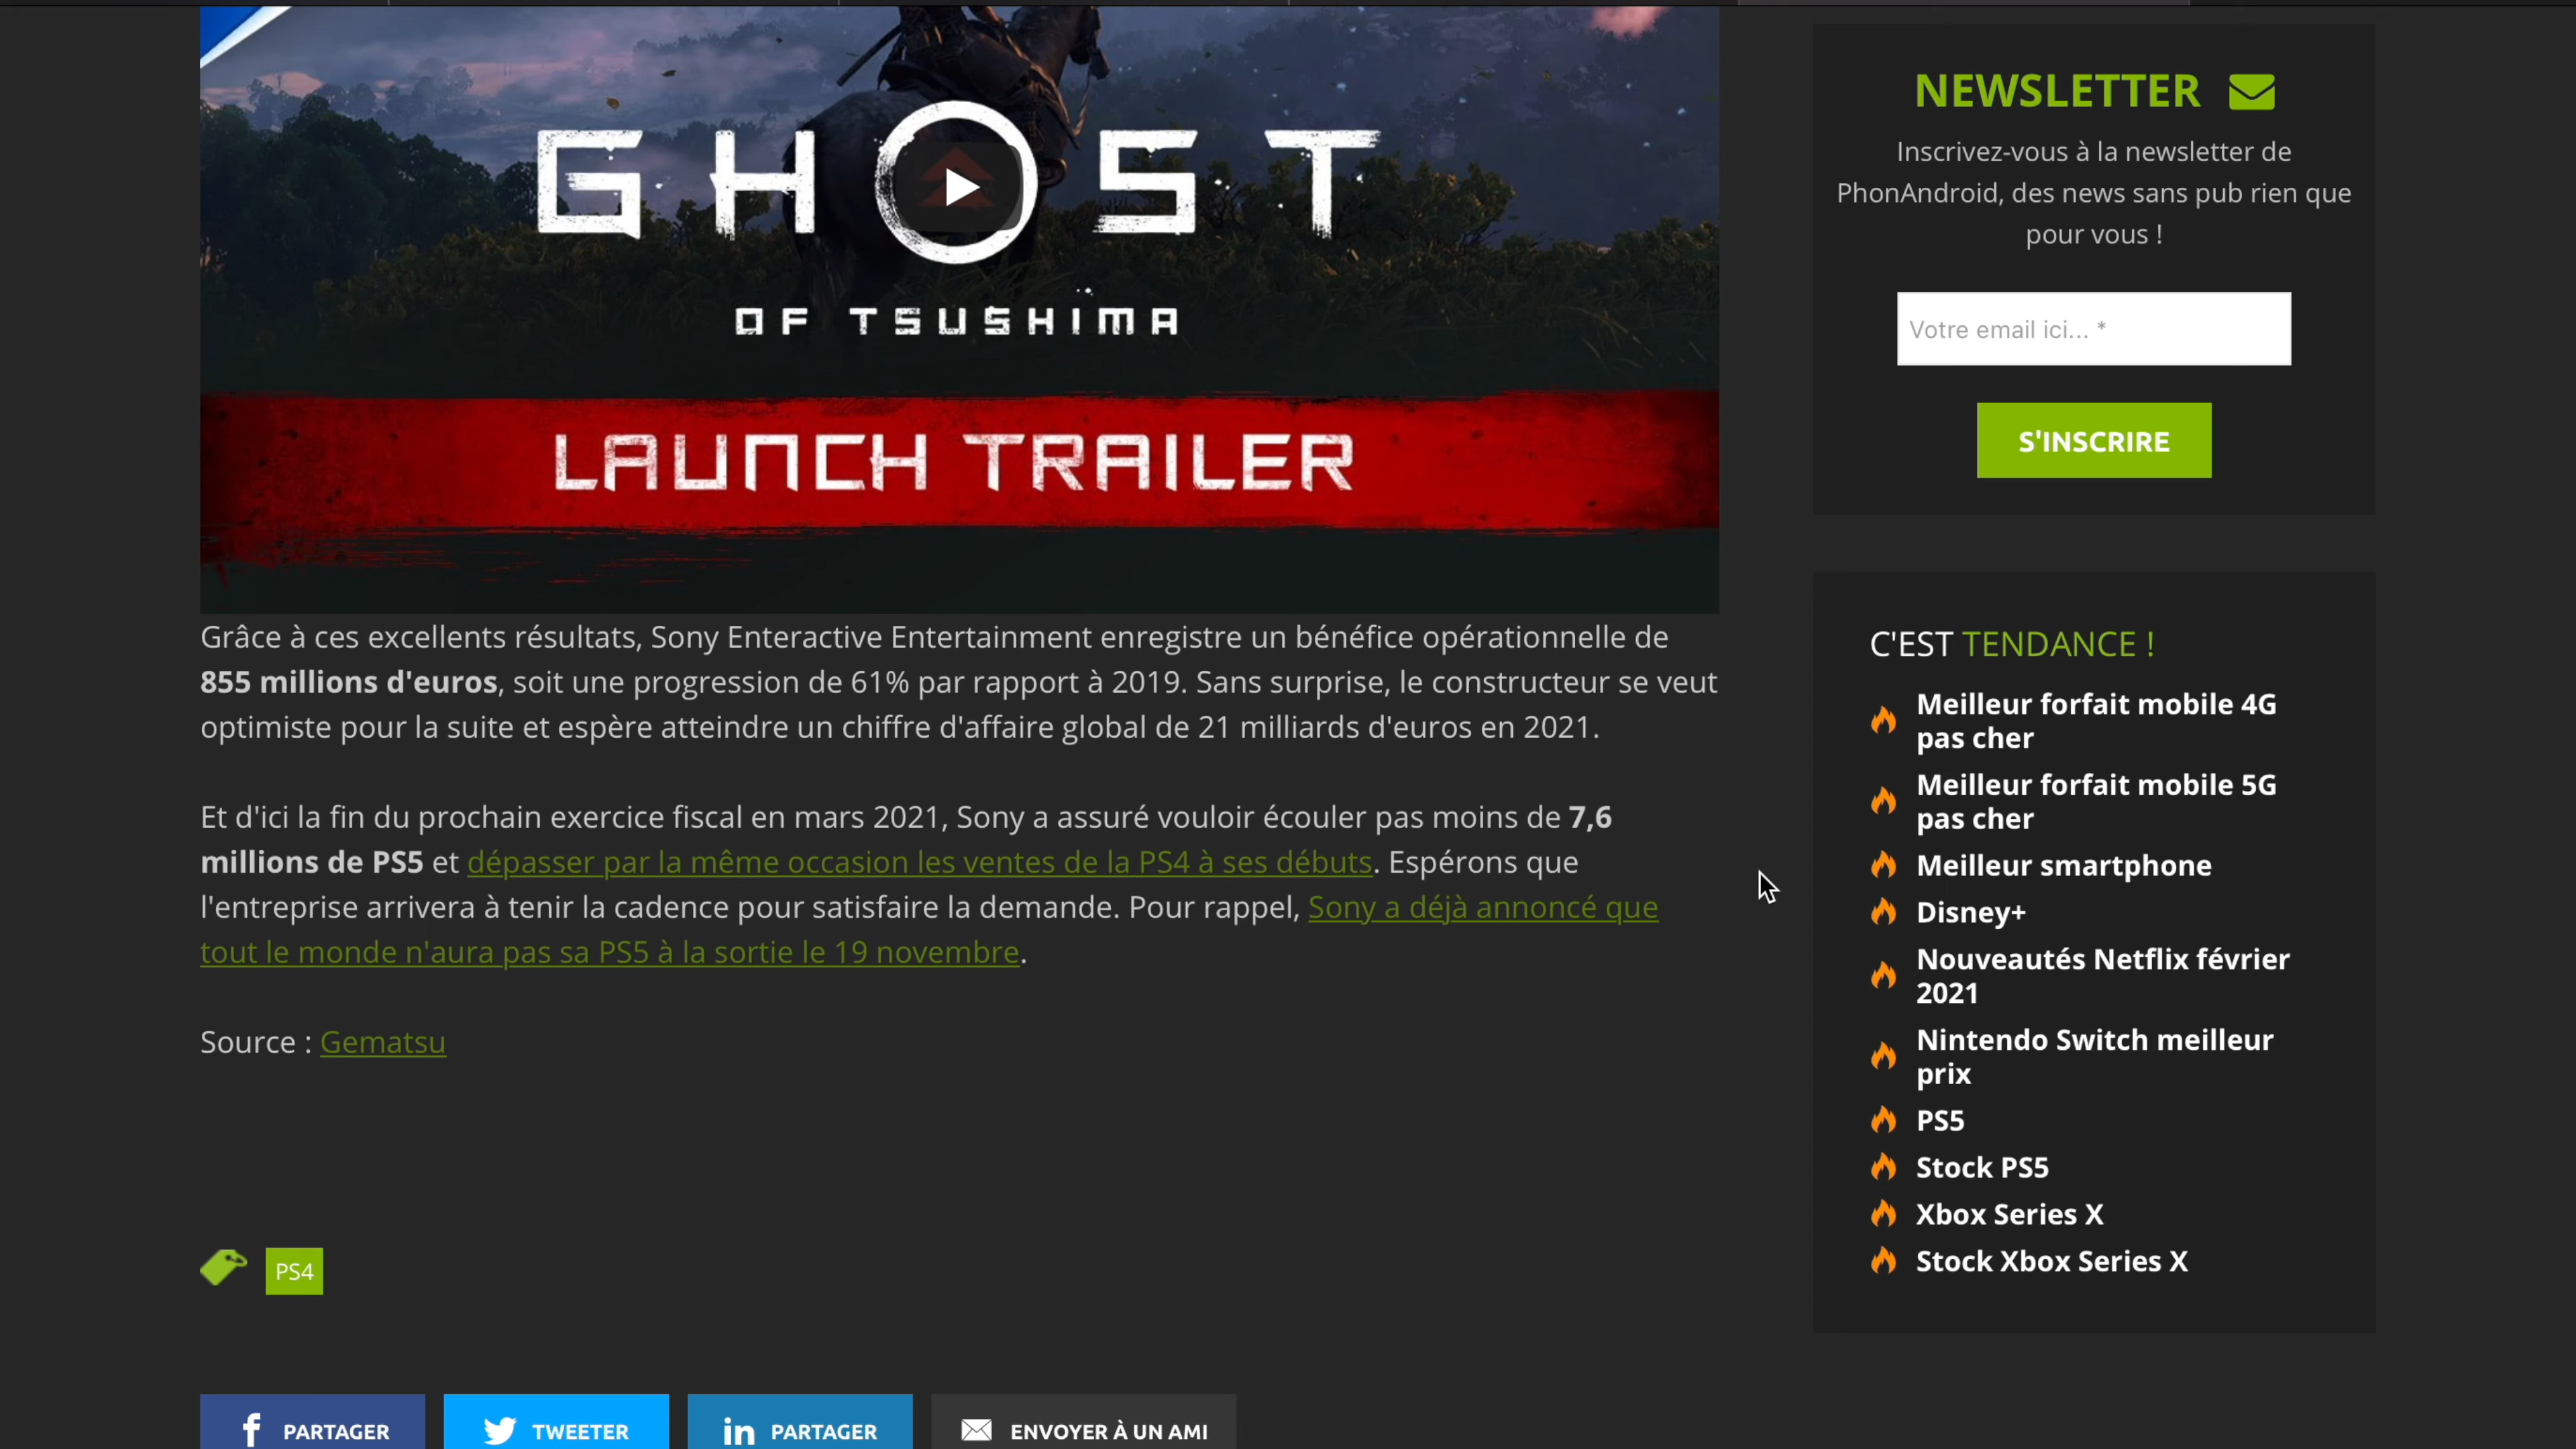 GHOST
OF TSUSHIMA
LAUNCH TRAILER
Grâce à ces excellents résultats, Sony Enteractive Entertainment enregistre un bénéfice opérationnelle de
855 millions d'euros, soit une progression de 61% par rapport à 2019. Sans surprise, le constructeur se veut
optimiste pour la suite et espère atteindre un chiffre d'affaire global de 21 milliards d'euros en 2021.
Et d'ici la fin du prochain exercice fiscal en mars 2021, Sony a assuré vouloir écouler pas moins de 7,6
millions de PS5 et dépasser par la même occasion les ventes de la PS4 à ses débuts. Espérons que
l'entreprise arrivera à tenir la cadence pour satisfaire la demande. Pour rappel, Sony a déjà annoncé que
tout le monde n'aura pas sa PS5 à la sortie le 19 novembre.
Source : Gematsu
PS4
PARTAGER
TWEETER
PARTAGER
ENVOYER À UN AMI
NEWSLETTER
Inscrivez-vous à la newsletter de
PhonAndroid, des news sans pub rien que
pour vous !
Votre email ici... *
S'INSCRIRE
C'EST TENDANCE !
Meilleur forfait mobile 4G
pas cher
Meilleur forfait mobile 5G
pas cher
Meilleur smartphone
Disney+
Nouveautés Netflix février
2021
Nintendo Switch meilleur
prix
PS5
Stock PS5
Xbox Series X
Stock Xbox Series X